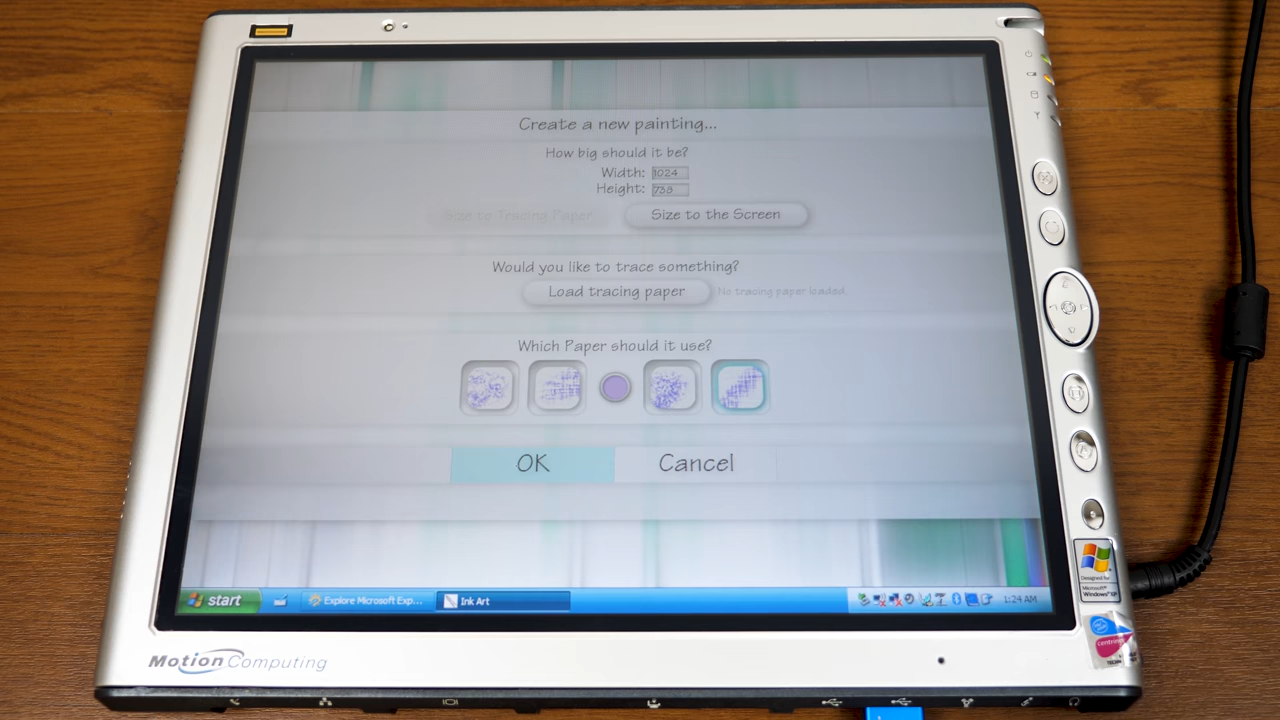 Create a new painting...
How big should it be?
Width: 1024
Height: 733
Size to Tracing Paper
Size to the Screen
Would you like to trace something?
Load tracing paper
No tracing paper loaded.
Which Paper should it use?
OK
Cancel
start
Explore Microsoft Exp...
Ink Art
1:24 AM
Motion Computing
Designed for
Microsoft
Windows XP
centrino